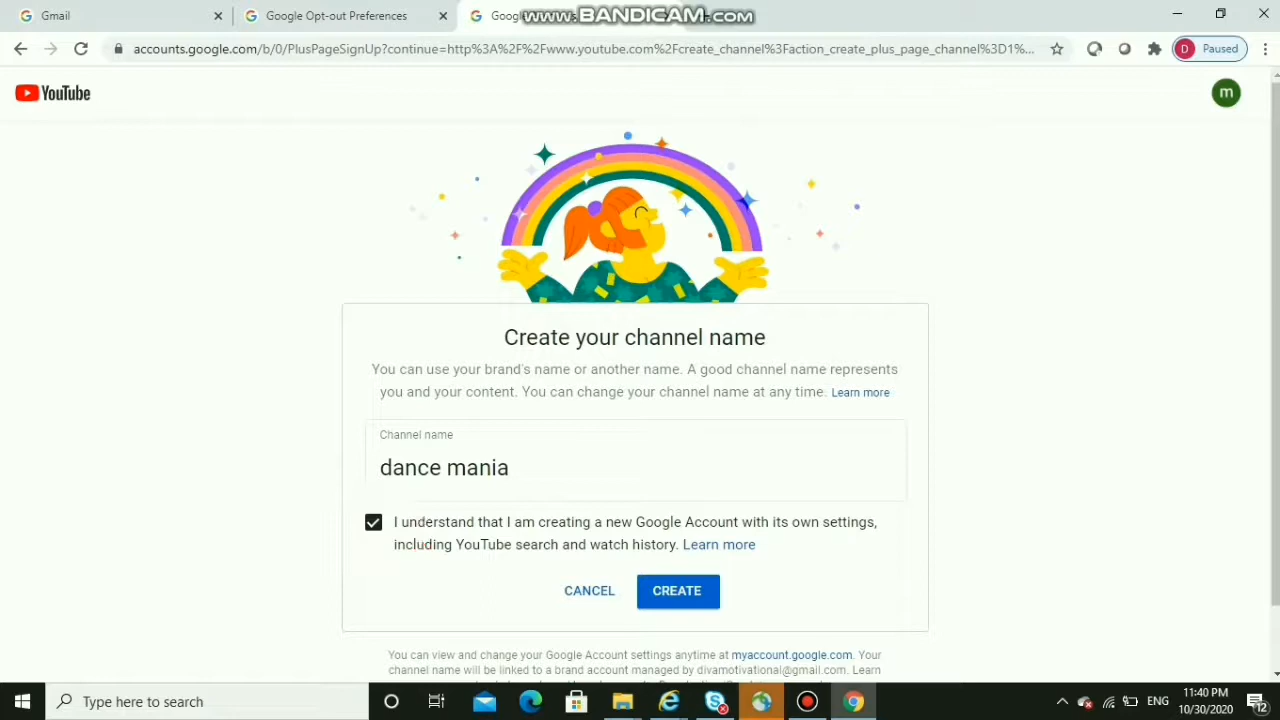 Gmail
Google Opt-out Preferences
www.BANDICAM.com
accounts.google.com/b/0/PlusPageSignUp?continue=http%3A%2F%2Fwww.youtube.com%2Fcreate_channel%3Faction_create_plus_page_channel%3D1%...
D Paused
YouTube
m
Create your channel name
You can use your brand's name or another name. A good channel name represents
you and your content. You can change your channel name at any time. Learn more
Channel name
dance mania
I understand that I am creating a new Google Account with its own settings,
including YouTube search and watch history. Learn more
CANCEL
CREATE
You can view and change your Google Account settings anytime at myaccount.google.com. Your
channel name will be linked to a brand account managed by divamotivational@gmail.com. Learn
Type here to search
ENG
11:40 PM
10/30/2020
12